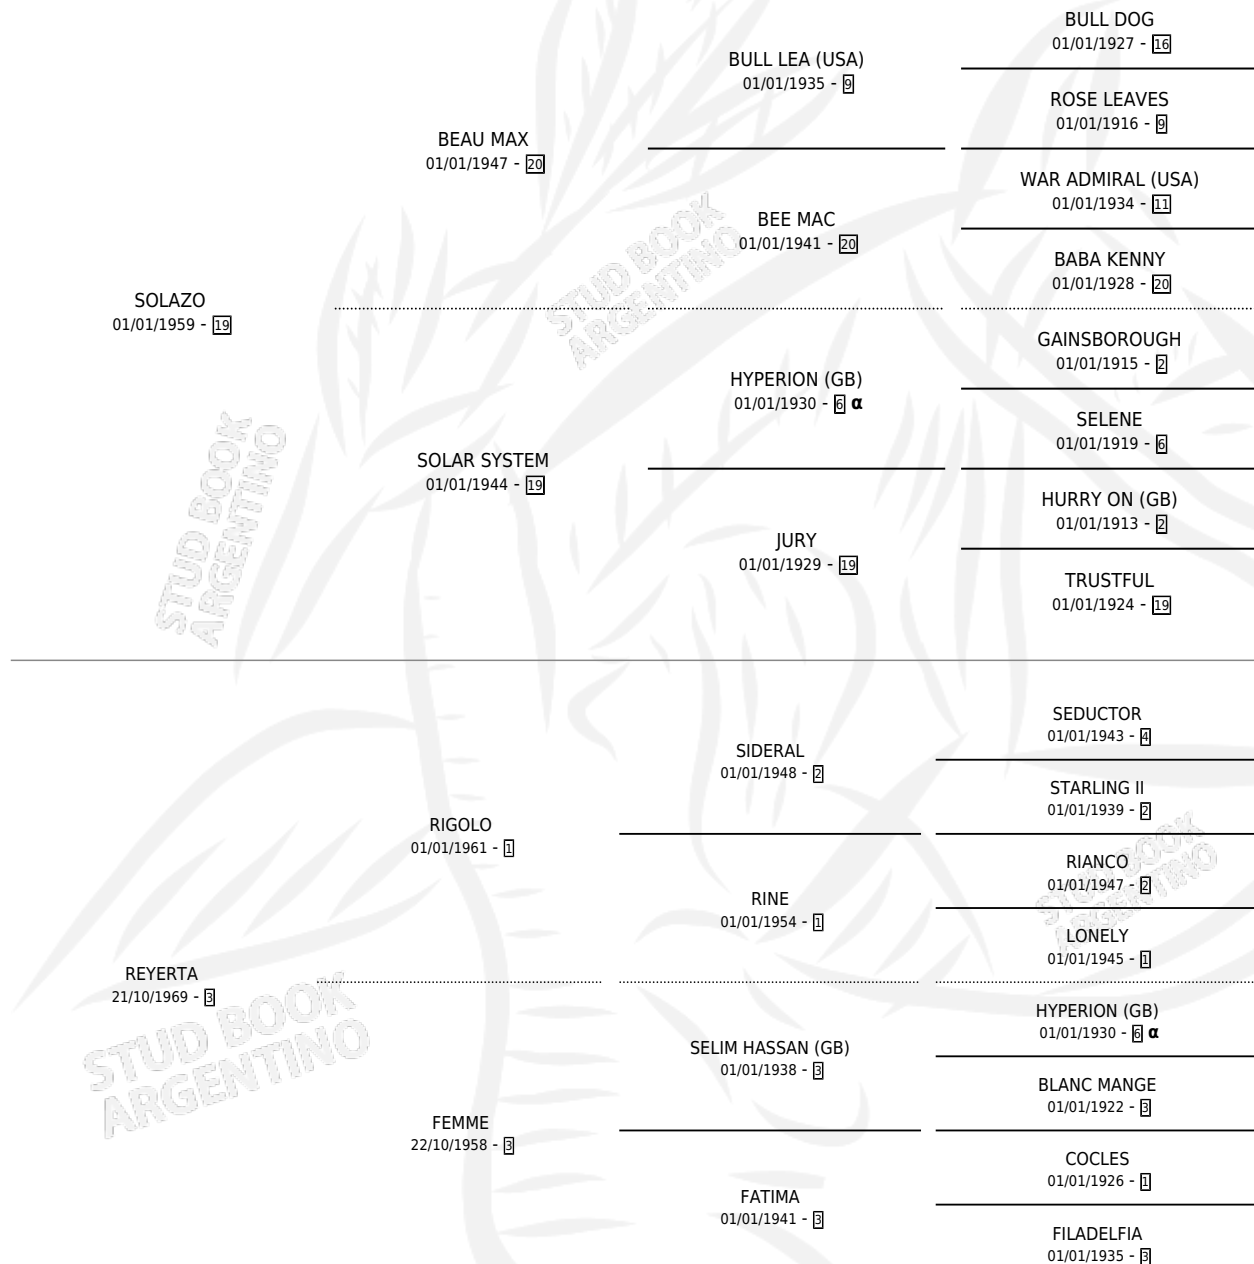 BULL DOG
01/01/1927 - 16
BULL LEA (USA)
01/01/1935 - 9
ROSE LEAVES
01/01/1916 - 9
BEAU MAX
01/01/1947 - 20
WAR ADMIRAL (USA)
01/01/1934 - 11
BEE MAC
01/01/1941 - 20
BABA KENNY
01/01/1928 - 20
SOLAZO
01/01/1959 - 19
GAINSBOROUGH
01/01/1915 - 2
HYPERION (GB)
01/01/1930 - 6 α
SELENE
01/01/1919 - 6
SOLAR SYSTEM
01/01/1944 - 19
HURRY ON (GB)
01/01/1913 - 2
JURY
01/01/1929 - 19
TRUSTFUL
01/01/1924 - 19
SEDUCTOR
01/01/1943 - 4
SIDERAL
01/01/1948 - 2
STARLING II
01/01/1939 - 2
RIGOLO
01/01/1961 - 1
RIANCO
01/01/1947 - 2
RINE
01/01/1954 - 1
LONELY
01/01/1945 - 1
REYERTA
21/10/1969 - 3
HYPERION (GB)
01/01/1930 - 6 α
SELIM HASSAN (GB)
01/01/1938 - 3
BLANC MANGE
01/01/1922 - 3
FEMME
22/10/1958 - 3
COCLES
01/01/1926 - 1
FATIMA
01/01/1941 - 3
FILADELFIA
01/01/1935 - 3
STUD BOOK
ARGENTINO
STUD BOOK
ARGENTINO
STUD BOOK
ARGENTINO
STUD BOOK
ARGENTINO